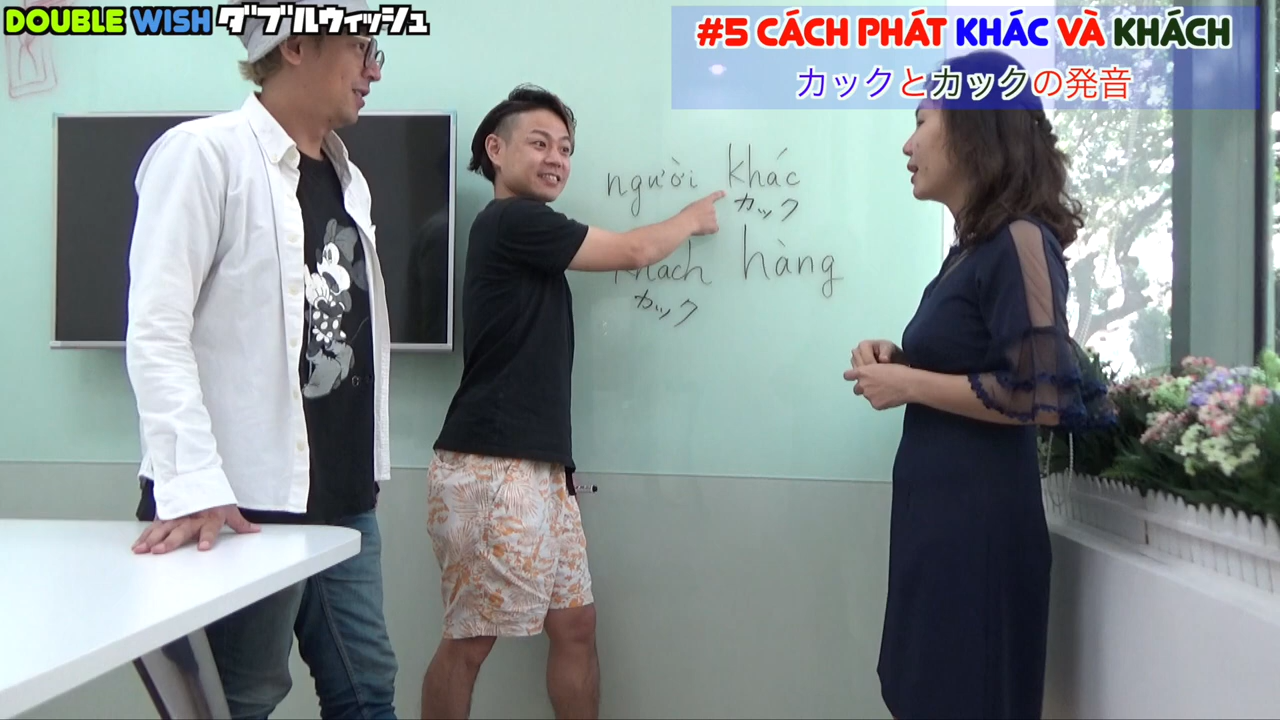 DOUBLE WISH ダブルウィッシュ
#5 CÁCH PHÁT KHÁC VÀ KHÁCH
カックとカックの発音
người khác
カック
khách hàng
カック